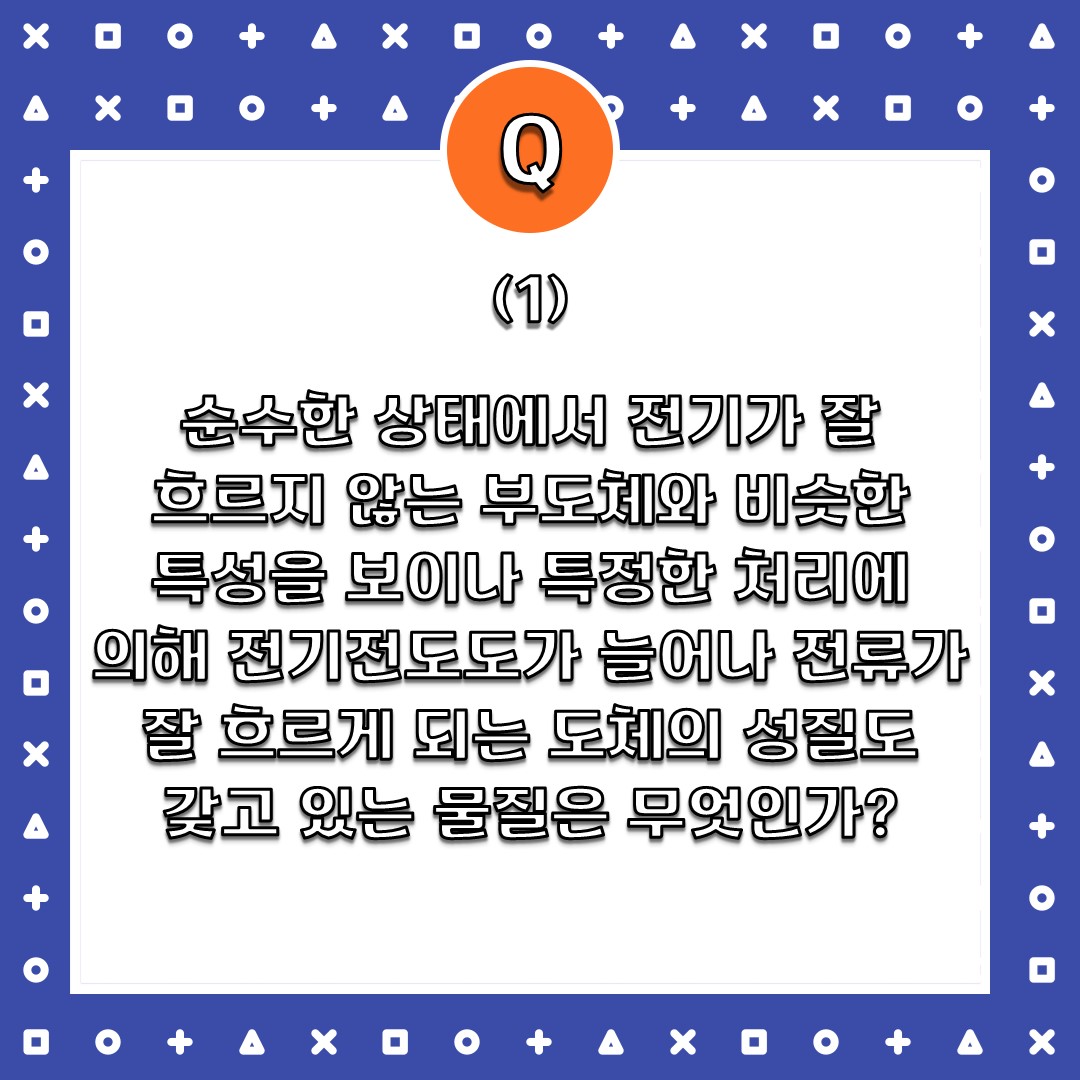 Q
(1)
순수한 상태에서 전기가 잘
흐르지 않는 부도체와 비슷한
특성을 보이나 특정한 처리에
의해 전기전도도가 늘어나 전류가
잘 흐르게 되는 도체의 성질도
갖고 있는 물질은 무엇인가?